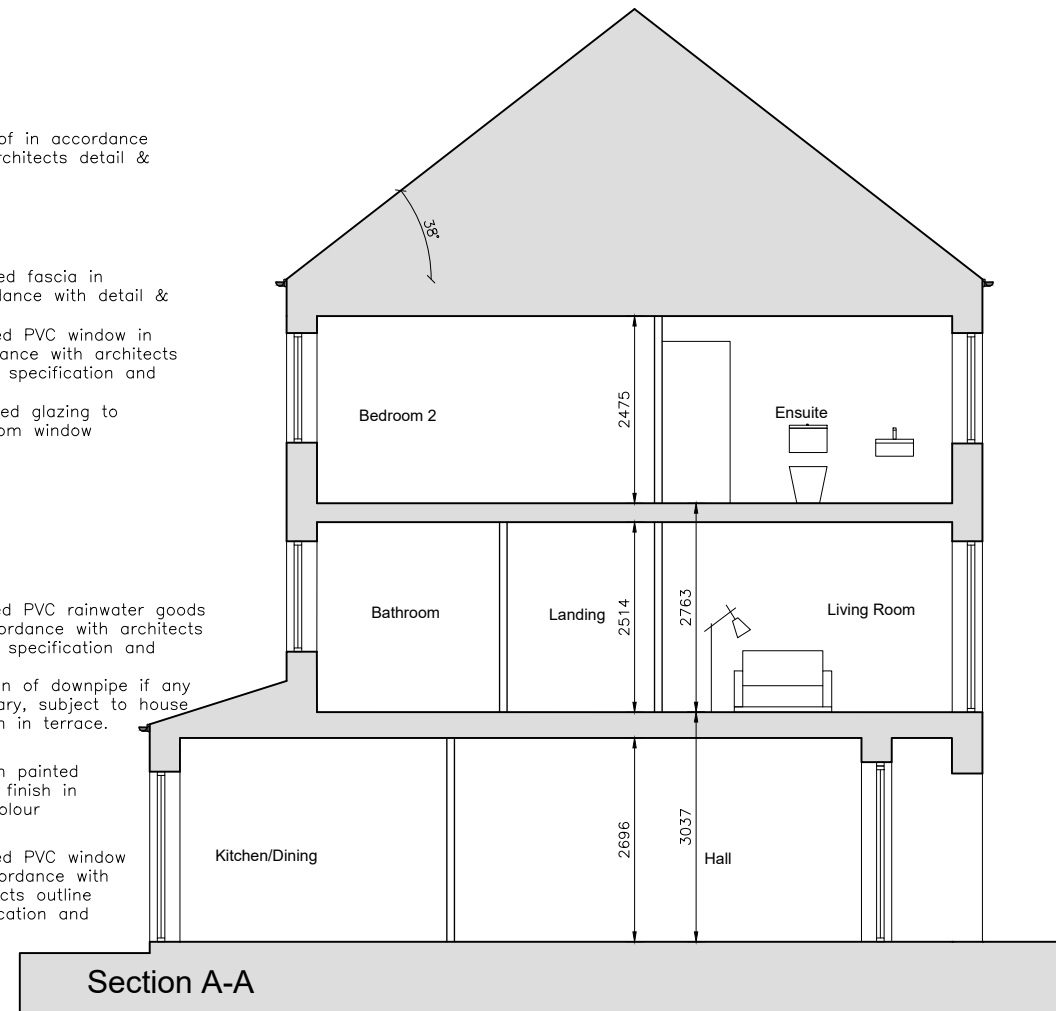 of in accordance
rchitects detail &
ed fascia in
dance with detail &
ed PVC window in
ance with architects
specification and
ed glazing to
om window
ed PVC rainwater goods
ordance with architects
specification and
n of downpipe if any
ary, subject to house
n in terrace.
n painted
finish in
olour
ed PVC window
ordance with
cts outline
cation and
38°
Bedroom 2
2475
Ensuite
Bathroom
Landing
2514
2763
Living Room
Kitchen/Dining
2696
3037
Hall
Section A-A